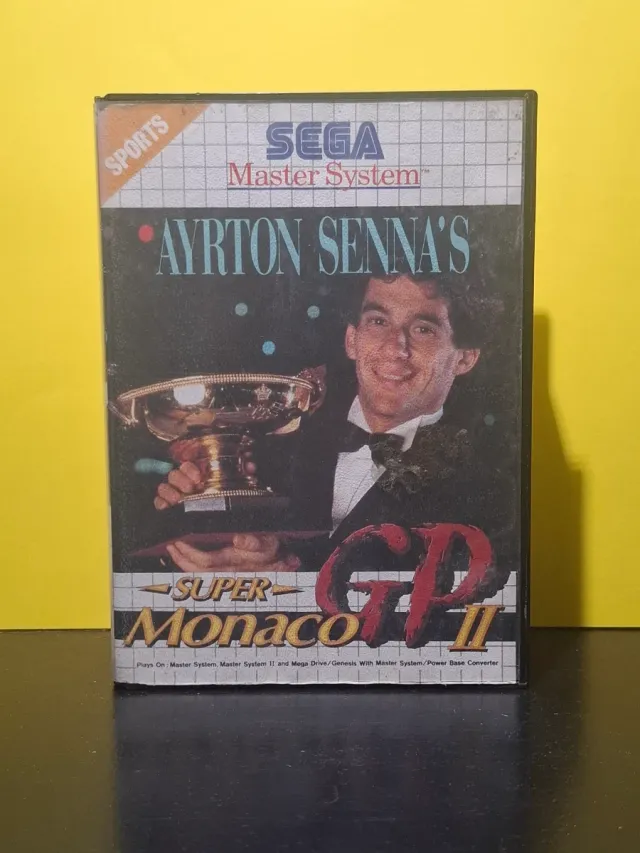 SPORTS
SEGA
Master System™
AYRTON SENNA'S
SUPER
Monaco GP II
Plays On : Master System, Master System II and Mega Drive/Genesis With Master System/Power Base Converter